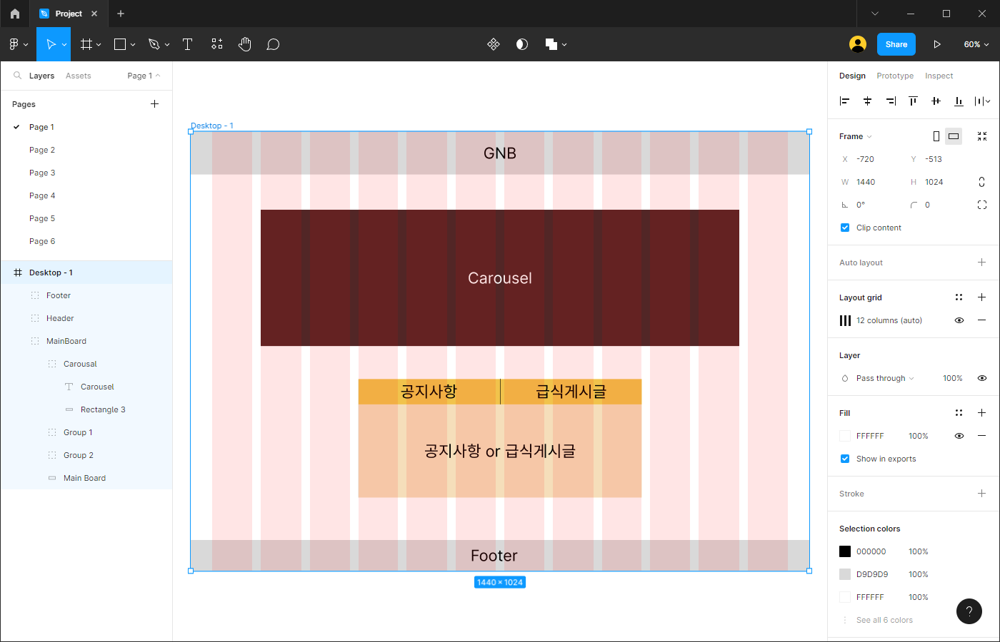 Project
Share
60%
Layers
Assets
Page 1
Pages
Page 1
Page 2
Page 3
Page 4
Page 5
Page 6
Desktop - 1
Footer
Header
MainBoard
Carousal
T Carousel
Rectangle 3
Group 1
Group 2
Main Board
Desktop - 1
GNB
Carousel
공지사항
급식게시글
공지사항 or 급식게시글
Footer
1440 × 1024
Design
Prototype
Inspect
Frame
X -720
Y -513
W 1440
H 1024
0°
0
Clip content
Auto layout
Layout grid
12 columns (auto)
Layer
Pass through
100%
Fill
FFFFFF
100%
Show in exports
Stroke
Selection colors
000000
100%
D9D9D9
100%
FFFFFF
100%
See all 6 colors
?